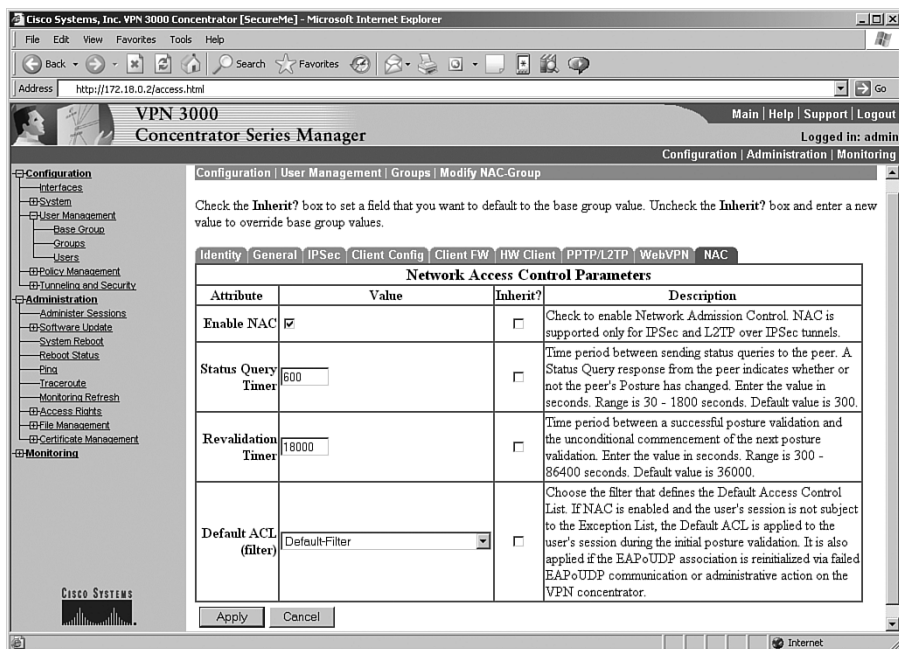 Cisco Systems, Inc. VPN 3000 Concentrator [SecureMe] - Microsoft Internet Explorer
File Edit View Favorites Tools Help
Back Search Favorites
Address http://172.18.0.2/access.html Go
VPN 3000
Concentrator Series Manager
Main | Help | Support | Logout
Logged in: admin
Configuration | Administration | Monitoring
Configuration
Interfaces
System
User Management
Base Group
Groups
Users
Policy Management
Tunneling and Security
Administration
Administer Sessions
Software Update
System Reboot
Reboot Status
Ping
Traceroute
Monitoring Refresh
Access Rights
File Management
Certificate Management
Monitoring
CISCO SYSTEMS
Configuration | User Management | Groups | Modify NAC-Group
Check the Inherit? box to set a field that you want to default to the base group value. Uncheck the Inherit? box and enter a new
value to override base group values.
Identity General IPSec Client Config Client FW HW Client PPTP/L2TP WebVPN NAC
Network Access Control Parameters
Attribute Value Inherit? Description
Enable NAC
Check to enable Network Admission Control. NAC is
supported only for IPSec and L2TP over IPSec tunnels.
Status Query
Timer
600
Time period between sending status queries to the peer. A
Status Query response from the peer indicates whether or
not the peer's Posture has changed. Enter the value in
seconds. Range is 30 - 1800 seconds. Default value is 300.
Revalidation
Timer
18000
Time period between a successful posture validation and
the unconditional commencement of the next posture
validation. Enter the value in seconds. Range is 300 -
86400 seconds. Default value is 36000.
Default ACL
(filter)
Default-Filter
Choose the filter that defines the Default Access Control
List. If NAC is enabled and the user's session is not subject
to the Exception List, the Default ACL is applied to the
user's session during the initial posture validation. It is also
applied if the EAPoUDP association is reinitialized via failed
EAPoUDP communication or administrative action on the
VPN concentrator.
Apply Cancel
Internet